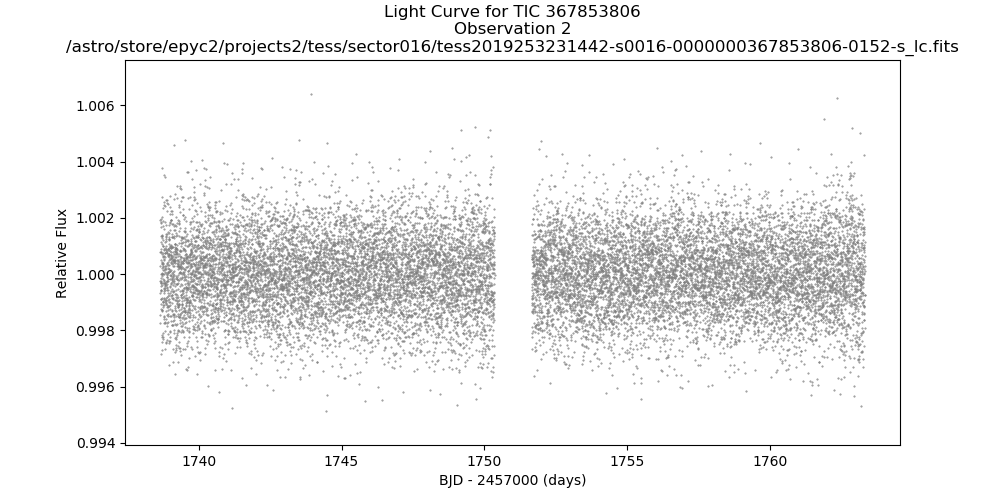 Light Curve for TIC 367853806
Observation 2
/astro/store/epyc2/projects2/tess/sector016/tess2019253231442-s0016-0000000367853806-0152-s_lc.fits
1.006
1.004
1.002
1.000
0.998
0.996
0.994
Relative Flux
1740 1745 1750 1755 1760
BJD - 2457000 (days)